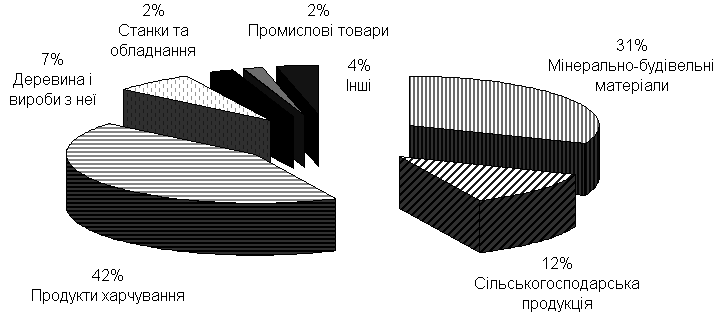 2%
Станки та
обладнання
2%
Промислові товари
7%
Деревина і
вироби з неї
4%
Інші
31%
Мінерально-будівельні
матеріали
42%
Продукти харчування
12%
Сільськогосподарська
продукція